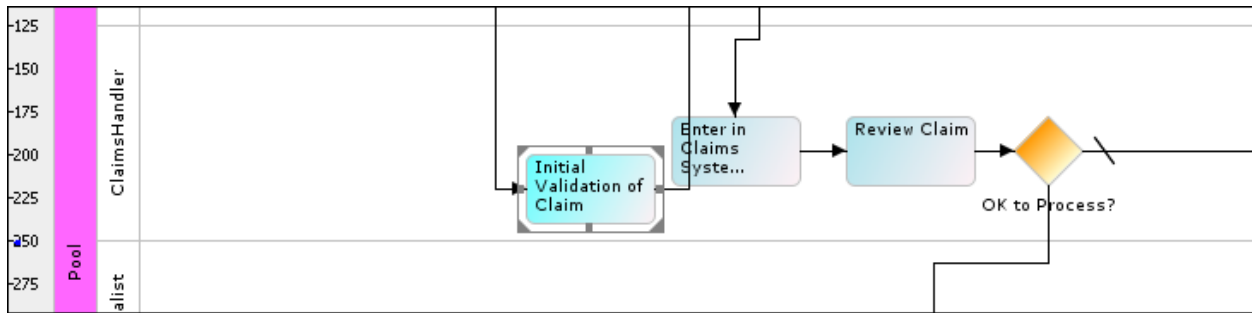 125
150
175
200
225
250
275
Pool
ClaimsHandler
alist
Initial
Validation of
Claim
Enter in
Claims
Syste...
Review Claim
OK to Process?